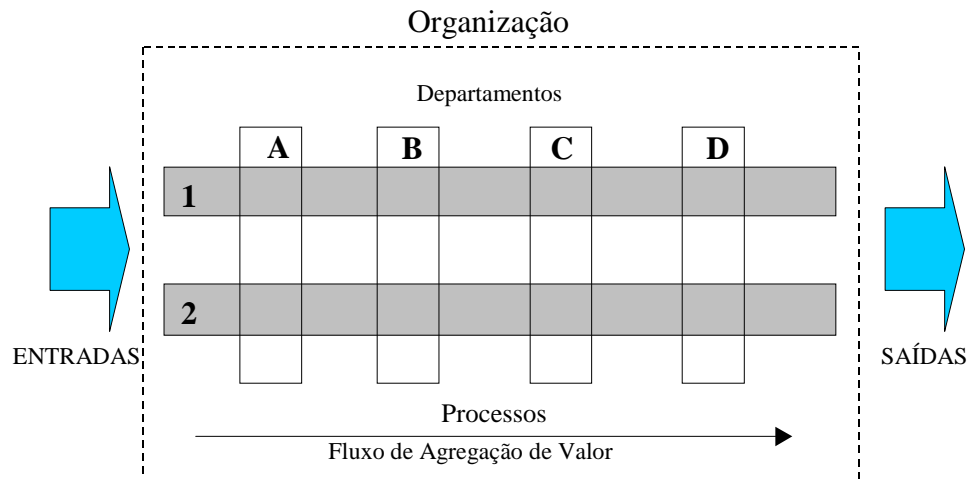 Organização
Departamentos
A B C D
1
2
ENTRADAS
SAÍDAS
Processos
Fluxo de Agregação de Valor